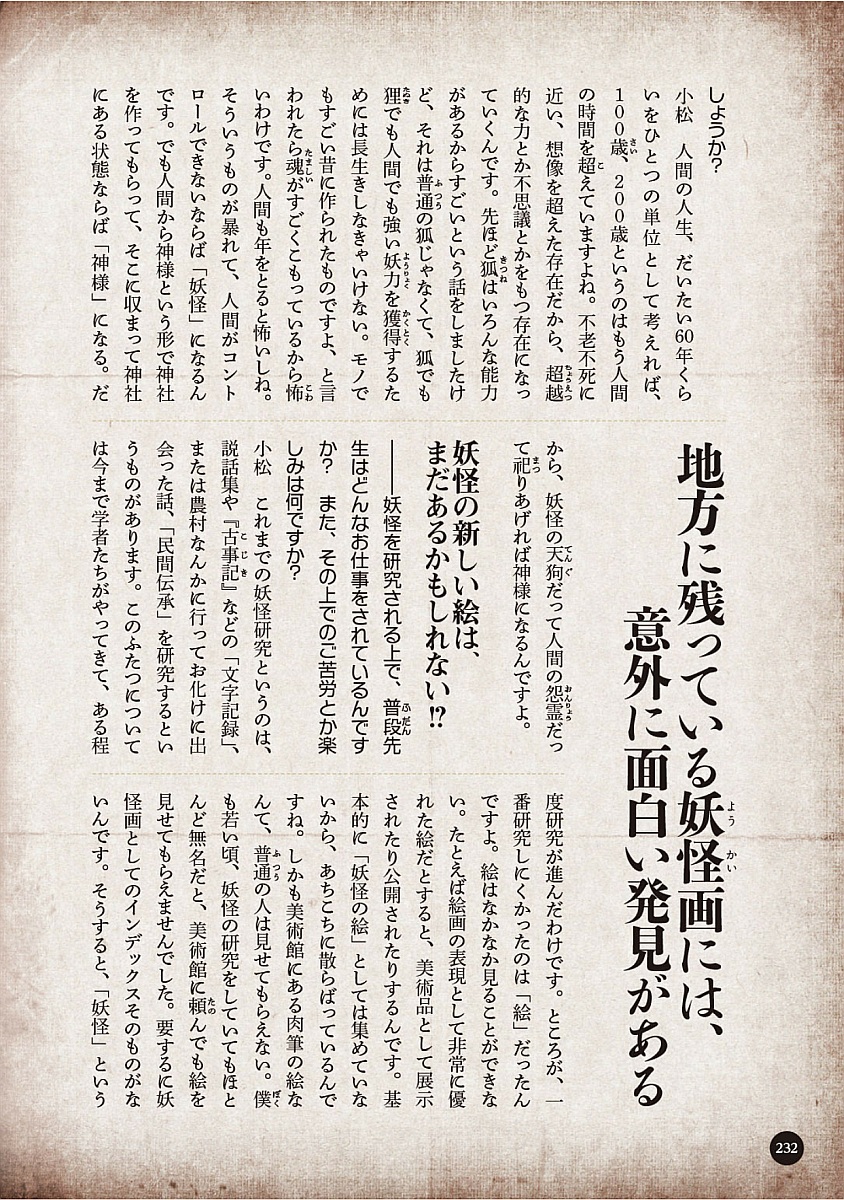 しょうか？
小松　人間の人生、だいたい60年くら
いをひとつの単位として考えれば、
100歳、200歳というのはもう人間
の時間を超えていますよね。不老不死に
近い、想像を超えた存在だから、超越
的な力とか不思議とかをもつ存在になっ
ていくんです。先ほど狐はいろんな能力
があるからすごいという話をしましたけ
ど、それは普通の狐じゃなくて、狐でも
狸でも人間でも強い妖力を獲得するた
めには長生きしなきゃいけない。モノで
もすごい昔に作られたものですよ、と言
われたら魂がすごくこもっているから怖
いわけです。人間も年をとると怖いしね。
そういうものが暴れて、人間がコント
ロールできないならば「妖怪」になるん
です。でも人間から神様という形で神社
を作ってもらって、そこに収まって神社
にある状態ならば「神様」になる。だ
地方に残っている妖怪画には、
意外に面白い発見がある
から、妖怪の天狗だって人間の怨霊だっ
て祀りあげれば神様になるんですよ。
妖怪の新しい絵は、
まだあるかもしれない!?
――妖怪を研究される上で、普段先
生はどんなお仕事をされているんです
か？　また、その上でのご苦労とか楽
しみは何ですか？
小松　これまでの妖怪研究というのは、
説話集や『古事記』などの「文字記録」、
または農村なんかに行ってお化けに出
会った話、「民間伝承」を研究するとい
うものがあります。このふたつについて
は今まで学者たちがやってきて、ある程
度研究が進んだわけです。ところが、一
番研究しにくかったのは「絵」だったん
ですよ。絵はなかなか見ることができな
い。たとえば絵画の表現として非常に優
れた絵だとすると、美術品として展示
されたり公開されたりするんです。基
本的に「妖怪の絵」としては集めていな
いから、あちこちに散らばっているんで
すね。しかも美術館にある肉筆の絵な
んて、普通の人は見せてもらえない。僕
も若い頃、妖怪の研究をしていてもほと
んど無名だと、美術館に頼んでも絵を
見せてもらえませんでした。要するに妖
怪画としてのインデックスそのものがな
いんです。そうすると、「妖怪」という
232